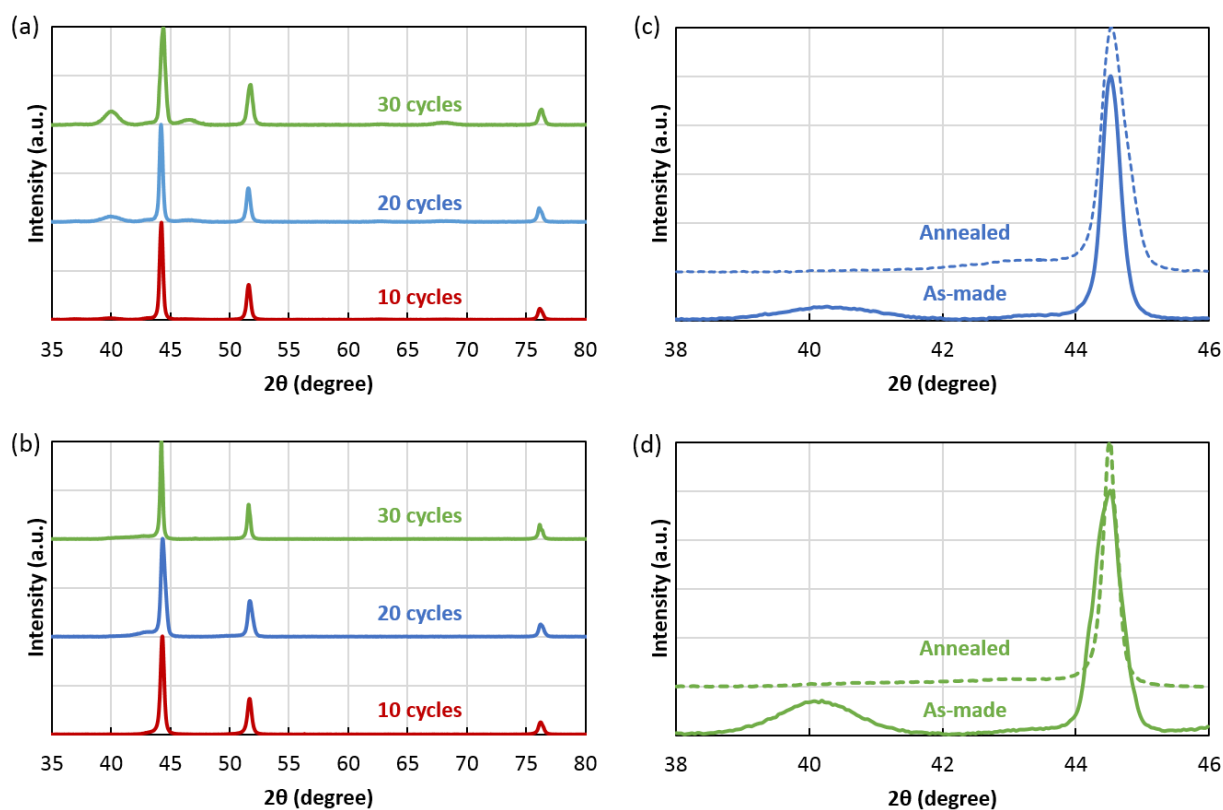 (a)
Intensity (a.u.)
30 cycles
20 cycles
10 cycles
35 40 45 50 55 60 65 70 75 80
2θ (degree)
(c)
Intensity (a.u.)
Annealed
As-made
38 40 42 44 46
2θ (degree)
(b)
Intensity (a.u.)
30 cycles
20 cycles
10 cycles
35 40 45 50 55 60 65 70 75 80
2θ (degree)
(d)
Intensity (a.u.)
Annealed
As-made
38 40 42 44 46
2θ (degree)